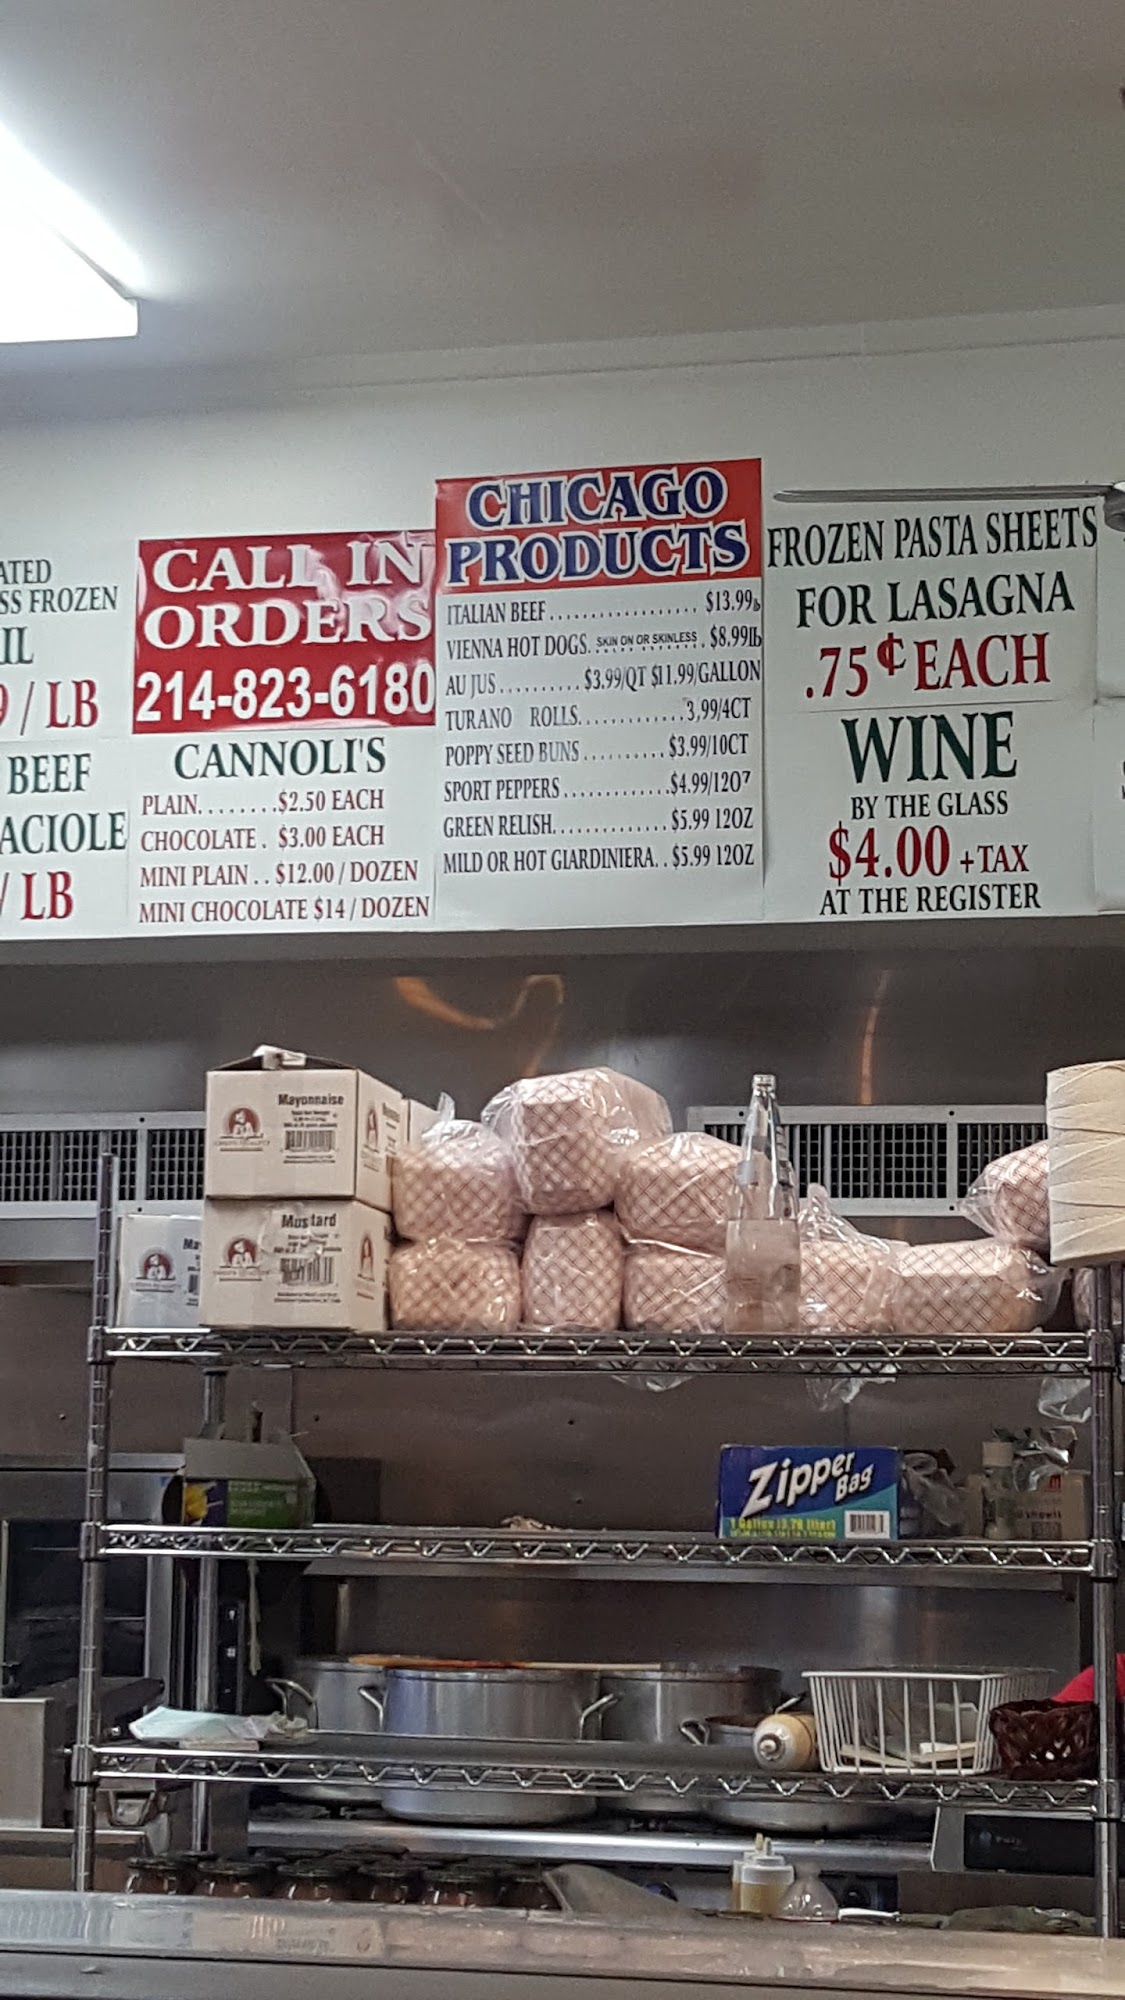 ATED
SS FROZEN
IL
9 / LB
BEEF
ACIOLE
/ LB
CALL IN
ORDERS
214-823-6180
CANNOLI'S
PLAIN........$2.50 EACH
CHOCOLATE . $3.00 EACH
MINI PLAIN . . $12.00 / DOZEN
MINI CHOCOLATE $14 / DOZEN
CHICAGO
PRODUCTS
ITALIAN BEEF.................. $13.99lb
VIENNA HOT DOGS. SKIN ON OR SKINLESS . $8.99lb
AU JUS .......... $3.99/QT $11.99/GALLON
TURANO ROLLS.............3,99/4CT
POPPY SEED BUNS .......... $3.99/10CT
SPORT PEPPERS.............$4.99/12OZ
GREEN RELISH.............. $5.99 12OZ
MILD OR HOT GIARDINIERA. . $5.99 12OZ
FROZEN PASTA SHEETS
FOR LASAGNA
.75¢ EACH
WINE
BY THE GLASS
$4.00 +TAX
AT THE REGISTER
Mayonnaise
Mustard
Ma
Zipper
Bag